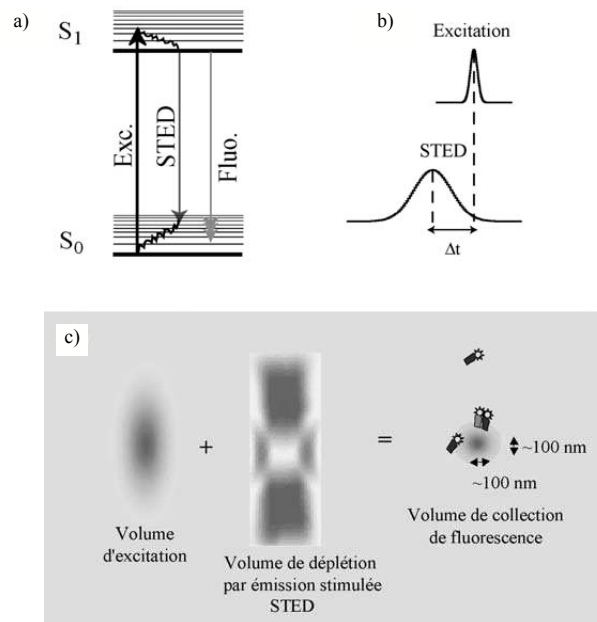 a)
S1
Exc.
STED
Fluo.
S0
b)
Excitation
STED
Δt
c)
+
=
~100 nm
~100 nm
Volume
d'excitation
Volume de déplétion
par émission stimulée
STED
Volume de collection
de fluorescence